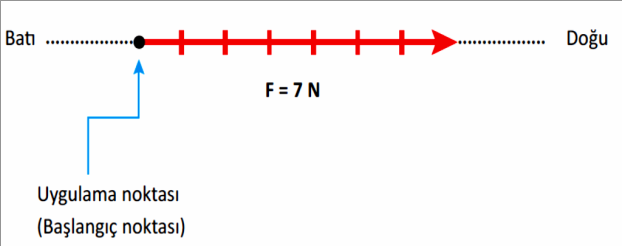 Batı
Doğu
F = 7 N
Uygulama noktası
(Başlangıç noktası)